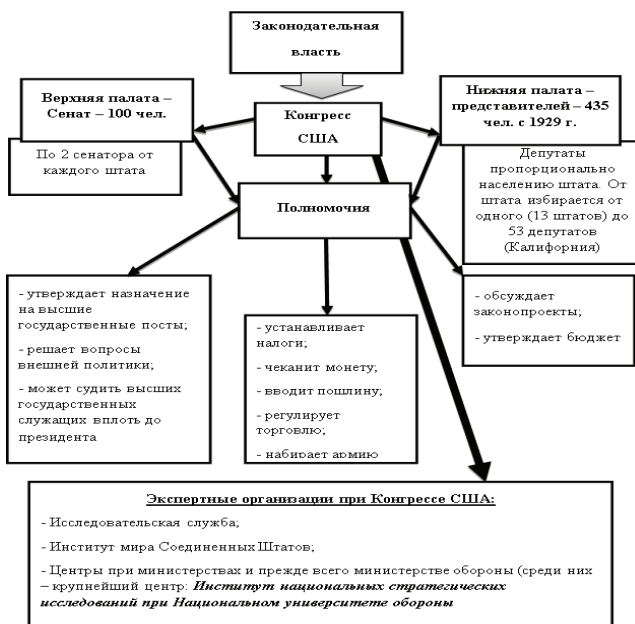 Законодательная
власть
Верхняя палата –
Сенат – 100 чел.
Конгресс
США
Нижняя палата –
представителей – 435
чел. с 1929 г.
По 2 сенатора от
каждого штата
Депутаты
пропорционально
населению штата. От
штата избирается от
одного (13 штатов) до
53 депутатов
(Калифорния)
Полномочия
- утверждает назначение
на высшие
государственные посты;
- решает вопросы
внешней политики;
- может судить высших
государственных
служащих вплоть до
президента
- устанавливает
налоги;
- чеканит монету;
- вводит пошлину;
- регулирует
торговлю;
- набирает армию
- обсуждает
законопроекты;
- утверждает бюджет
Экспертные организации при Конгрессе США:
- Исследовательская служба;
- Институт мира Соединенных Штатов;
- Центры при министерствах и прежде всего министерстве обороны (среди них
– крупнейший центр: Институт национальных стратегических
исследований при Национальном университете обороны